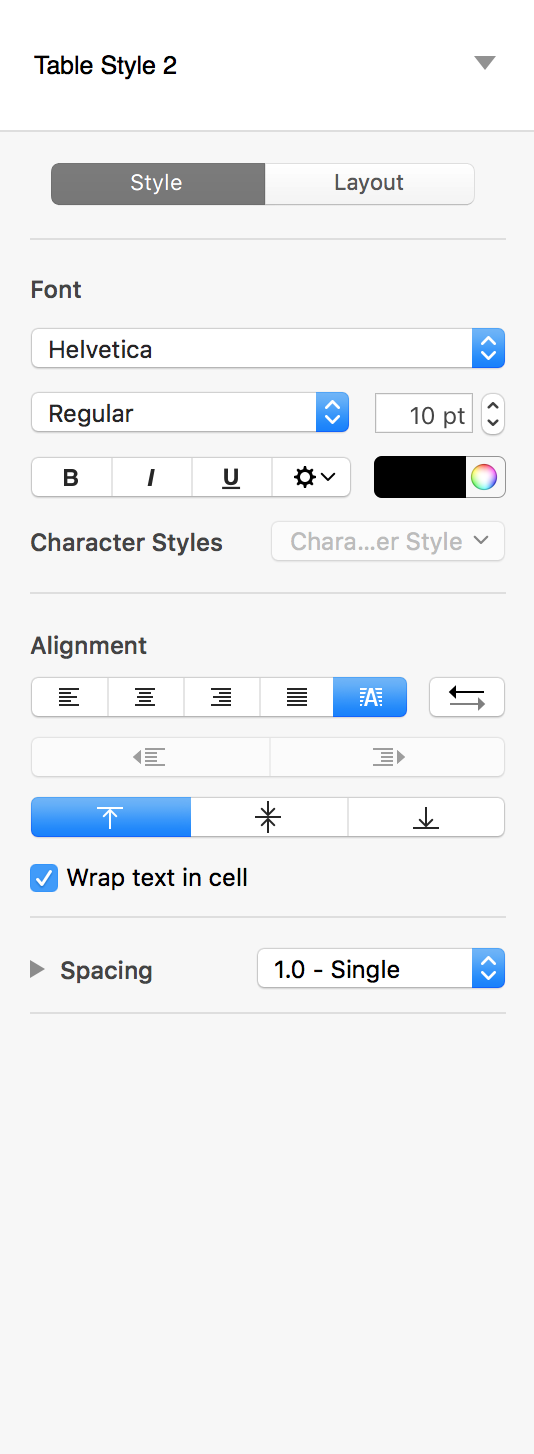 Table Style 2
Style Layout
Font
Helvetica
Regular 10 pt
B I U
Character Styles Chara...er Style
Alignment
A
Wrap text in cell
Spacing 1.0 - Single